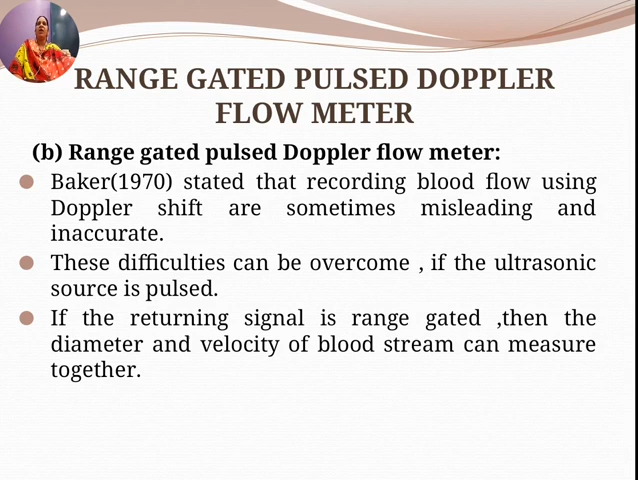 RANGE GATED PULSED DOPPLER
FLOW METER
(b) Range gated pulsed Doppler flow meter:
Baker(1970) stated that recording blood flow using
Doppler shift are sometimes misleading and
inaccurate.
These difficulties can be overcome , if the ultrasonic
source is pulsed.
If the returning signal is range gated ,then the
diameter and velocity of blood stream can measure
together.